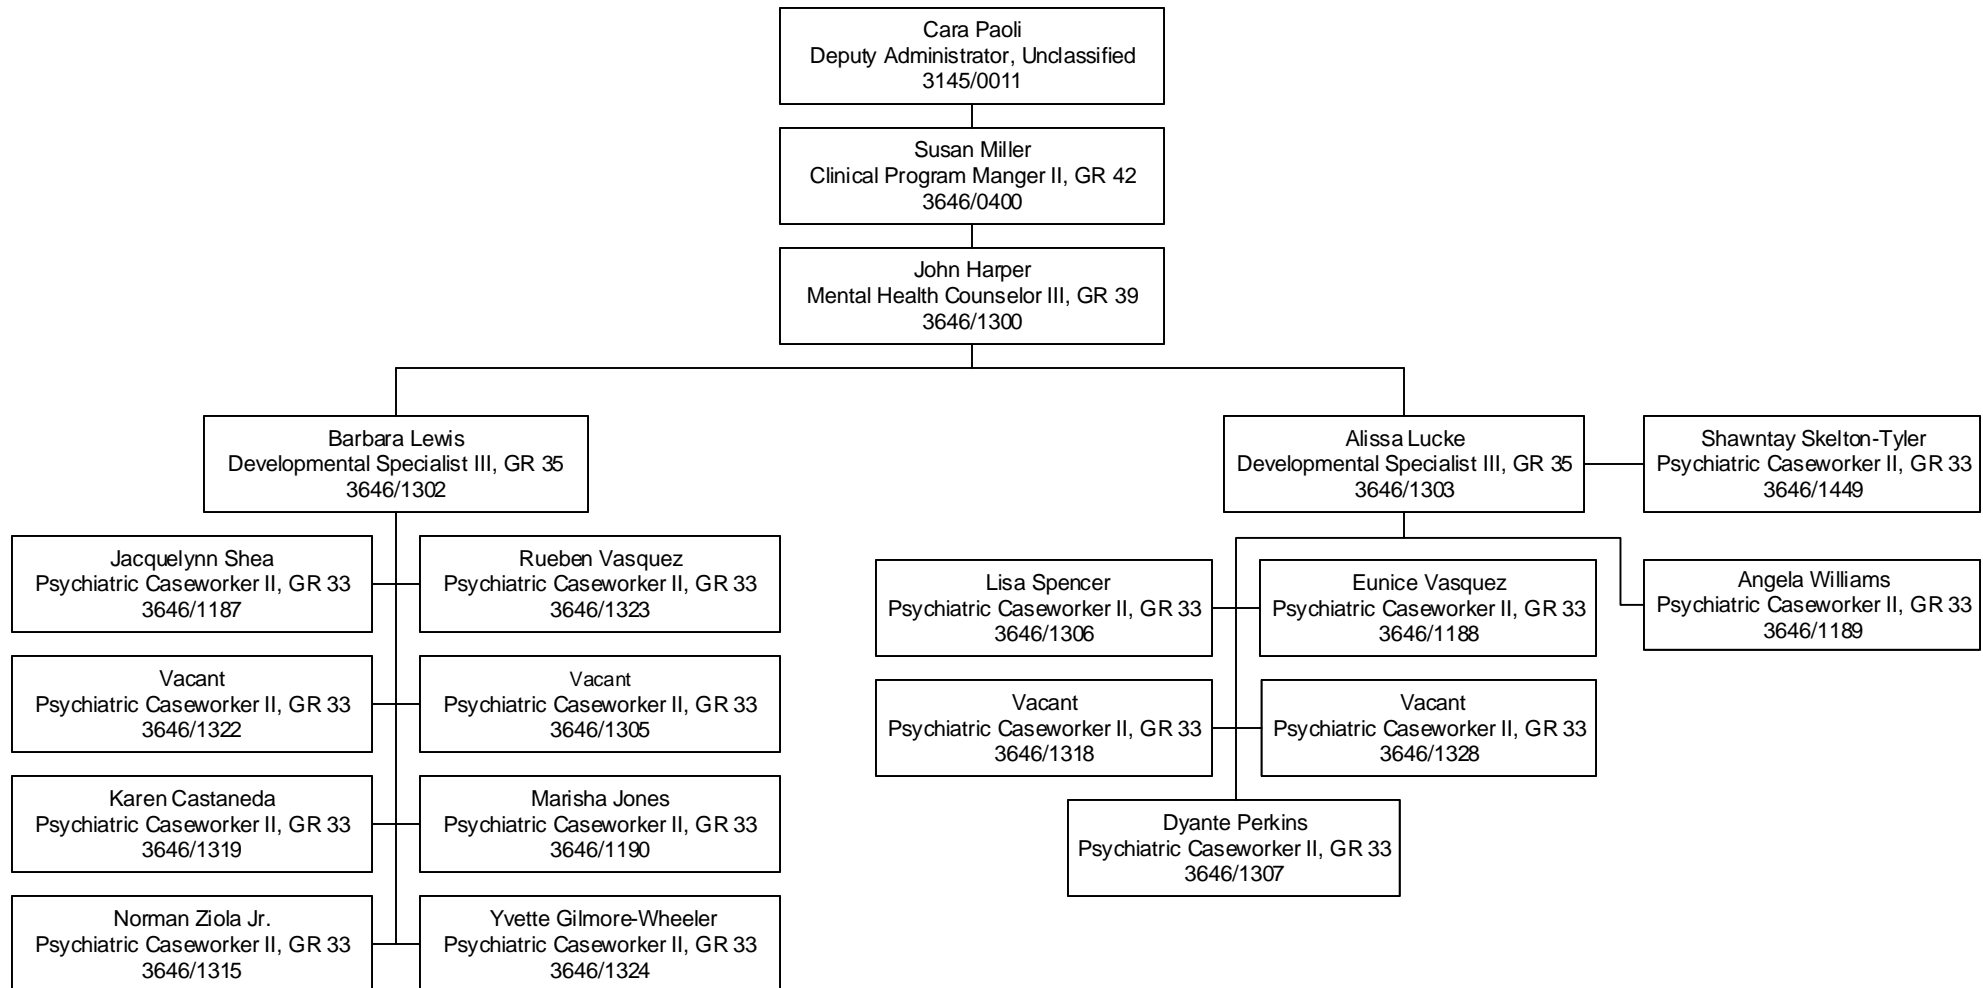 Cara Paoli
Deputy Administrator, Unclassified
3145/0011
Susan Miller
Clinical Program Manger II, GR 42
3646/0400
John Harper
Mental Health Counselor III, GR 39
3646/1300
Barbara Lewis
Developmental Specialist III, GR 35
3646/1302
Alissa Lucke
Developmental Specialist III, GR 35
3646/1303
Shawntay Skelton-Tyler
Psychiatric Caseworker II, GR 33
3646/1449
Jacquelynn Shea
Psychiatric Caseworker II, GR 33
3646/1187
Rueben Vasquez
Psychiatric Caseworker II, GR 33
3646/1323
Lisa Spencer
Psychiatric Caseworker II, GR 33
3646/1306
Eunice Vasquez
Psychiatric Caseworker II, GR 33
3646/1188
Angela Williams
Psychiatric Caseworker II, GR 33
3646/1189
Vacant
Psychiatric Caseworker II, GR 33
3646/1322
Vacant
Psychiatric Caseworker II, GR 33
3646/1305
Vacant
Psychiatric Caseworker II, GR 33
3646/1318
Vacant
Psychiatric Caseworker II, GR 33
3646/1328
Karen Castaneda
Psychiatric Caseworker II, GR 33
3646/1319
Marisha Jones
Psychiatric Caseworker II, GR 33
3646/1190
Dyante Perkins
Psychiatric Caseworker II, GR 33
3646/1307
Norman Ziola Jr.
Psychiatric Caseworker II, GR 33
3646/1315
Yvette Gilmore-Wheeler
Psychiatric Caseworker II, GR 33
3646/1324